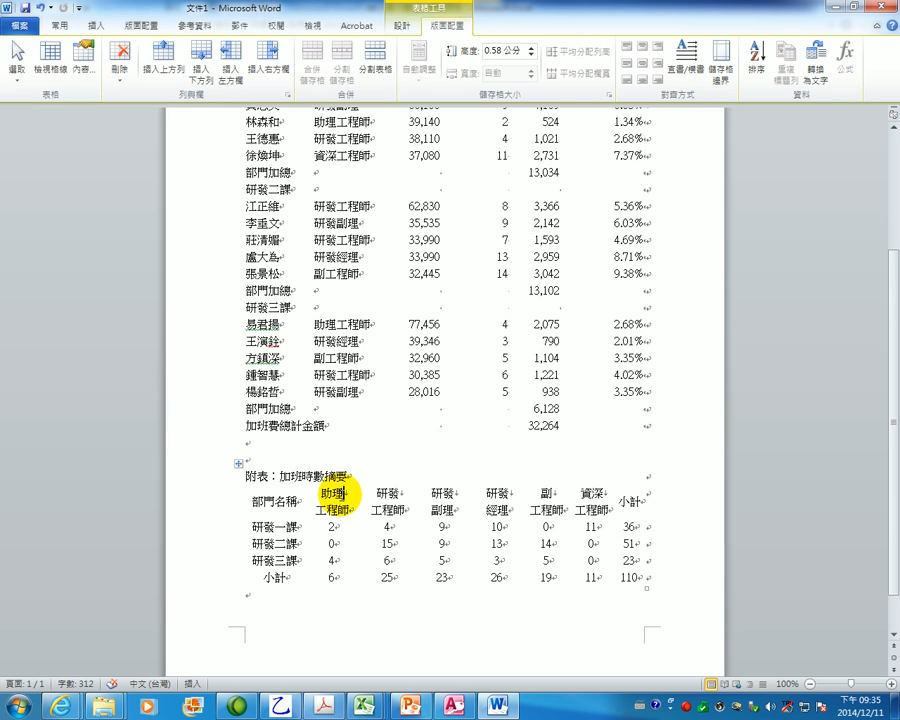 文件1 - Microsoft Word
表格工具
檔案 常用 插入 版面配置 參考資料 郵件 校閱 檢視 Acrobat 設計 版面配置
選取 檢視格線 內容... 刪除 插入上方列 插入下方列 插入左方欄 插入右方欄 合併儲存格 分割儲存格 分割表格 自動調整 高度: 0.58 公分 寬度: 自動 平均分配列高 平均分配欄寬 直書/橫書 儲存格邊界 排序 重複標題列 轉換為文字 公式
表格 列與欄 合併 儲存格大小 對齊方式 資料
林森和 助理工程師 39,140 2 524 1.34%
王德惠 研發工程師 38,110 4 1,021 2.68%
徐煥坤 資深工程師 37,080 11 2,731 7.37%
部門加總 13,034
研發二課
江正維 研發工程師 62,830 8 3,366 5.36%
李垂文 研發副理 35,535 9 2,142 6.03%
莊清媚 研發工程師 33,990 7 1,593 4.69%
盧大為 研發經理 33,990 13 2,959 8.71%
張景松 副工程師 32,445 14 3,042 9.38%
部門加總 13,102
研發三課
易君揚 助理工程師 77,456 4 2,075 2.68%
王演銓 研發經理 39,346 3 790 2.01%
方鎮深 副工程師 32,960 5 1,104 3.35%
鍾智慧 研發工程師 30,385 6 1,221 4.02%
楊銘哲 研發副理 28,016 5 938 3.35%
部門加總 6,128
加班費總計金額 32,264
附表：加班時數摘要
部門名稱 助理工程師 研發工程師 研發副理 研發經理 副工程師 資深工程師 小計
研發一課 2 4 9 10 0 11 36
研發二課 0 15 9 13 14 0 51
研發三課 4 6 5 3 5 0 23
小計 6 25 23 26 19 11 110
頁面: 1 / 1 字數: 312 中文 (台灣) 插入 100%
下午 09:35
2014/12/11